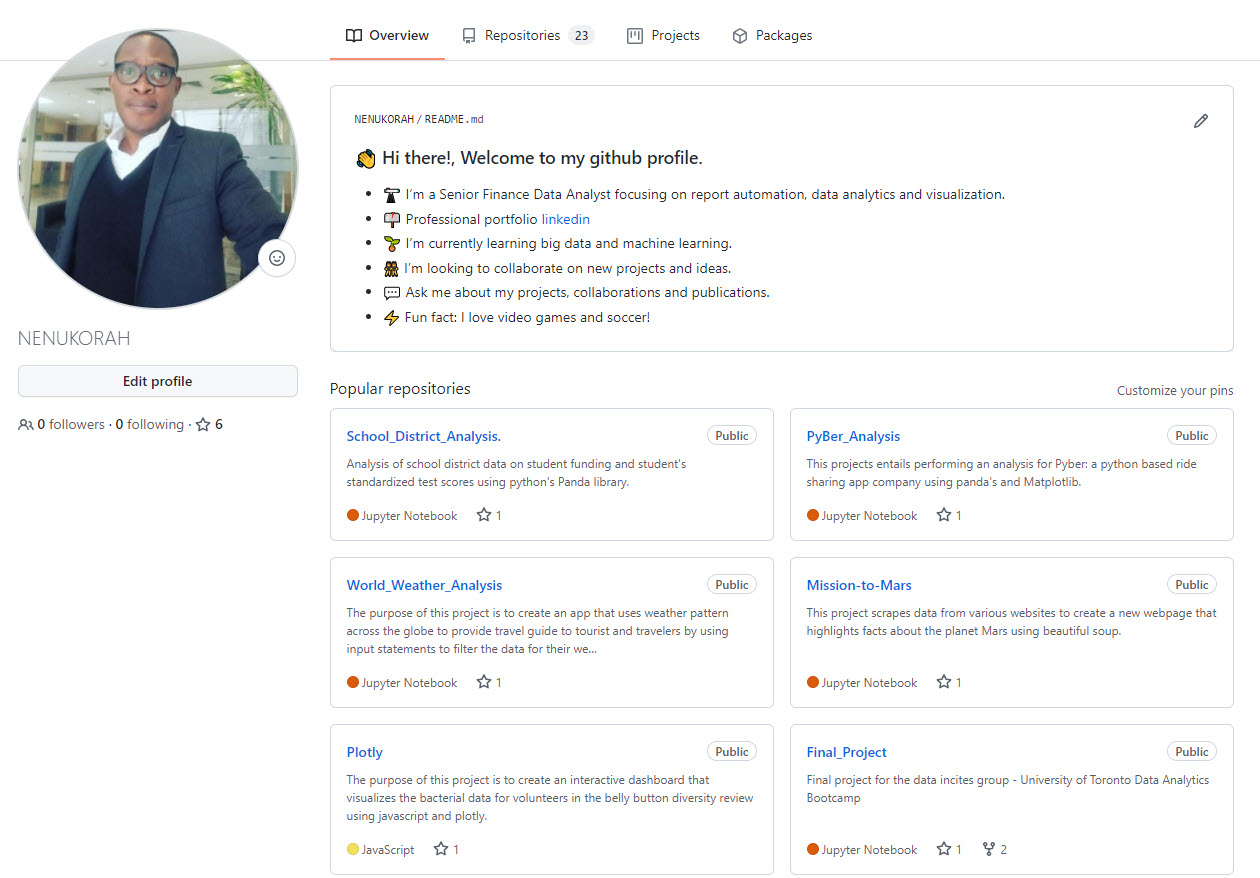 Overview Repositories 23 Projects Packages
NENUKORAH / README.md
Hi there!, Welcome to my github profile.
I'm a Senior Finance Data Analyst focusing on report automation, data analytics and visualization.
Professional portfolio linkedin
I'm currently learning big data and machine learning.
I'm looking to collaborate on new projects and ideas.
Ask me about my projects, collaborations and publications.
Fun fact: I love video games and soccer!
NENUKORAH
Edit profile
0 followers · 0 following · 6
Popular repositories
Customize your pins
School_District_Analysis. Public
Analysis of school district data on student funding and student's
standardized test scores using python's Panda library.
Jupyter Notebook 1
PyBer_Analysis Public
This projects entails performing an analysis for Pyber: a python based ride
sharing app company using panda's and Matplotlib.
Jupyter Notebook 1
World_Weather_Analysis Public
The purpose of this project is to create an app that uses weather pattern
across the globe to provide travel guide to tourist and travelers by using
input statements to filter the data for their we...
Jupyter Notebook 1
Mission-to-Mars Public
This project scrapes data from various websites to create a new webpage that
highlights facts about the planet Mars using beautiful soup.
Jupyter Notebook 1
Plotly Public
The purpose of this project is to create an interactive dashboard that
visualizes the bacterial data for volunteers in the belly button diversity review
using javascript and plotly.
JavaScript 1
Final_Project Public
Final project for the data incites group - University of Toronto Data Analytics
Bootcamp
Jupyter Notebook 1 2